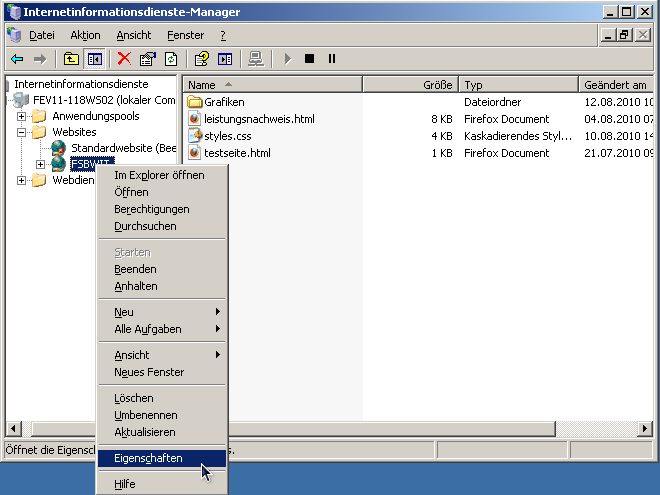 Internetinformationsdienste-Manager
Datei Aktion Ansicht Fenster ?
Internetinformationsdienste
FEV11-118WS02 (lokaler Com
Anwendungspools
Websites
Standardwebsite (Bee
FSBWIT
Webdien
Name Größe Typ Geändert am
Grafiken Dateiordner 12.08.2010 10
leistungsnachweis.html 8 KB Firefox Document 04.08.2010 07
styles.css 4 KB Kaskadierendes Styl... 10.08.2010 14
testseite.html 1 KB Firefox Document 21.07.2010 09
Im Explorer öffnen
Öffnen
Berechtigungen
Durchsuchen
Starten
Beenden
Anhalten
Neu
Alle Aufgaben
Ansicht
Neues Fenster
Löschen
Umbenennen
Aktualisieren
Eigenschaften
Hilfe
Öffnet die Eigensc s.